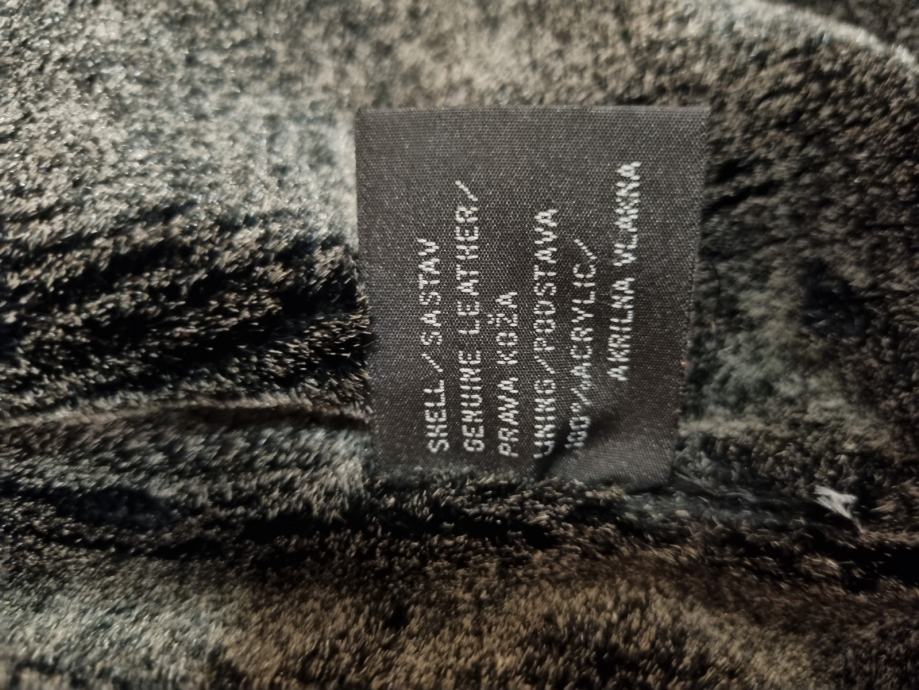 SHELL/SASTAV
GENUINE LEATHER/
PRAVA KOŽA
LINING/PODSTAVA
100%ACRYLIC/
AKRILNA VLAKNA